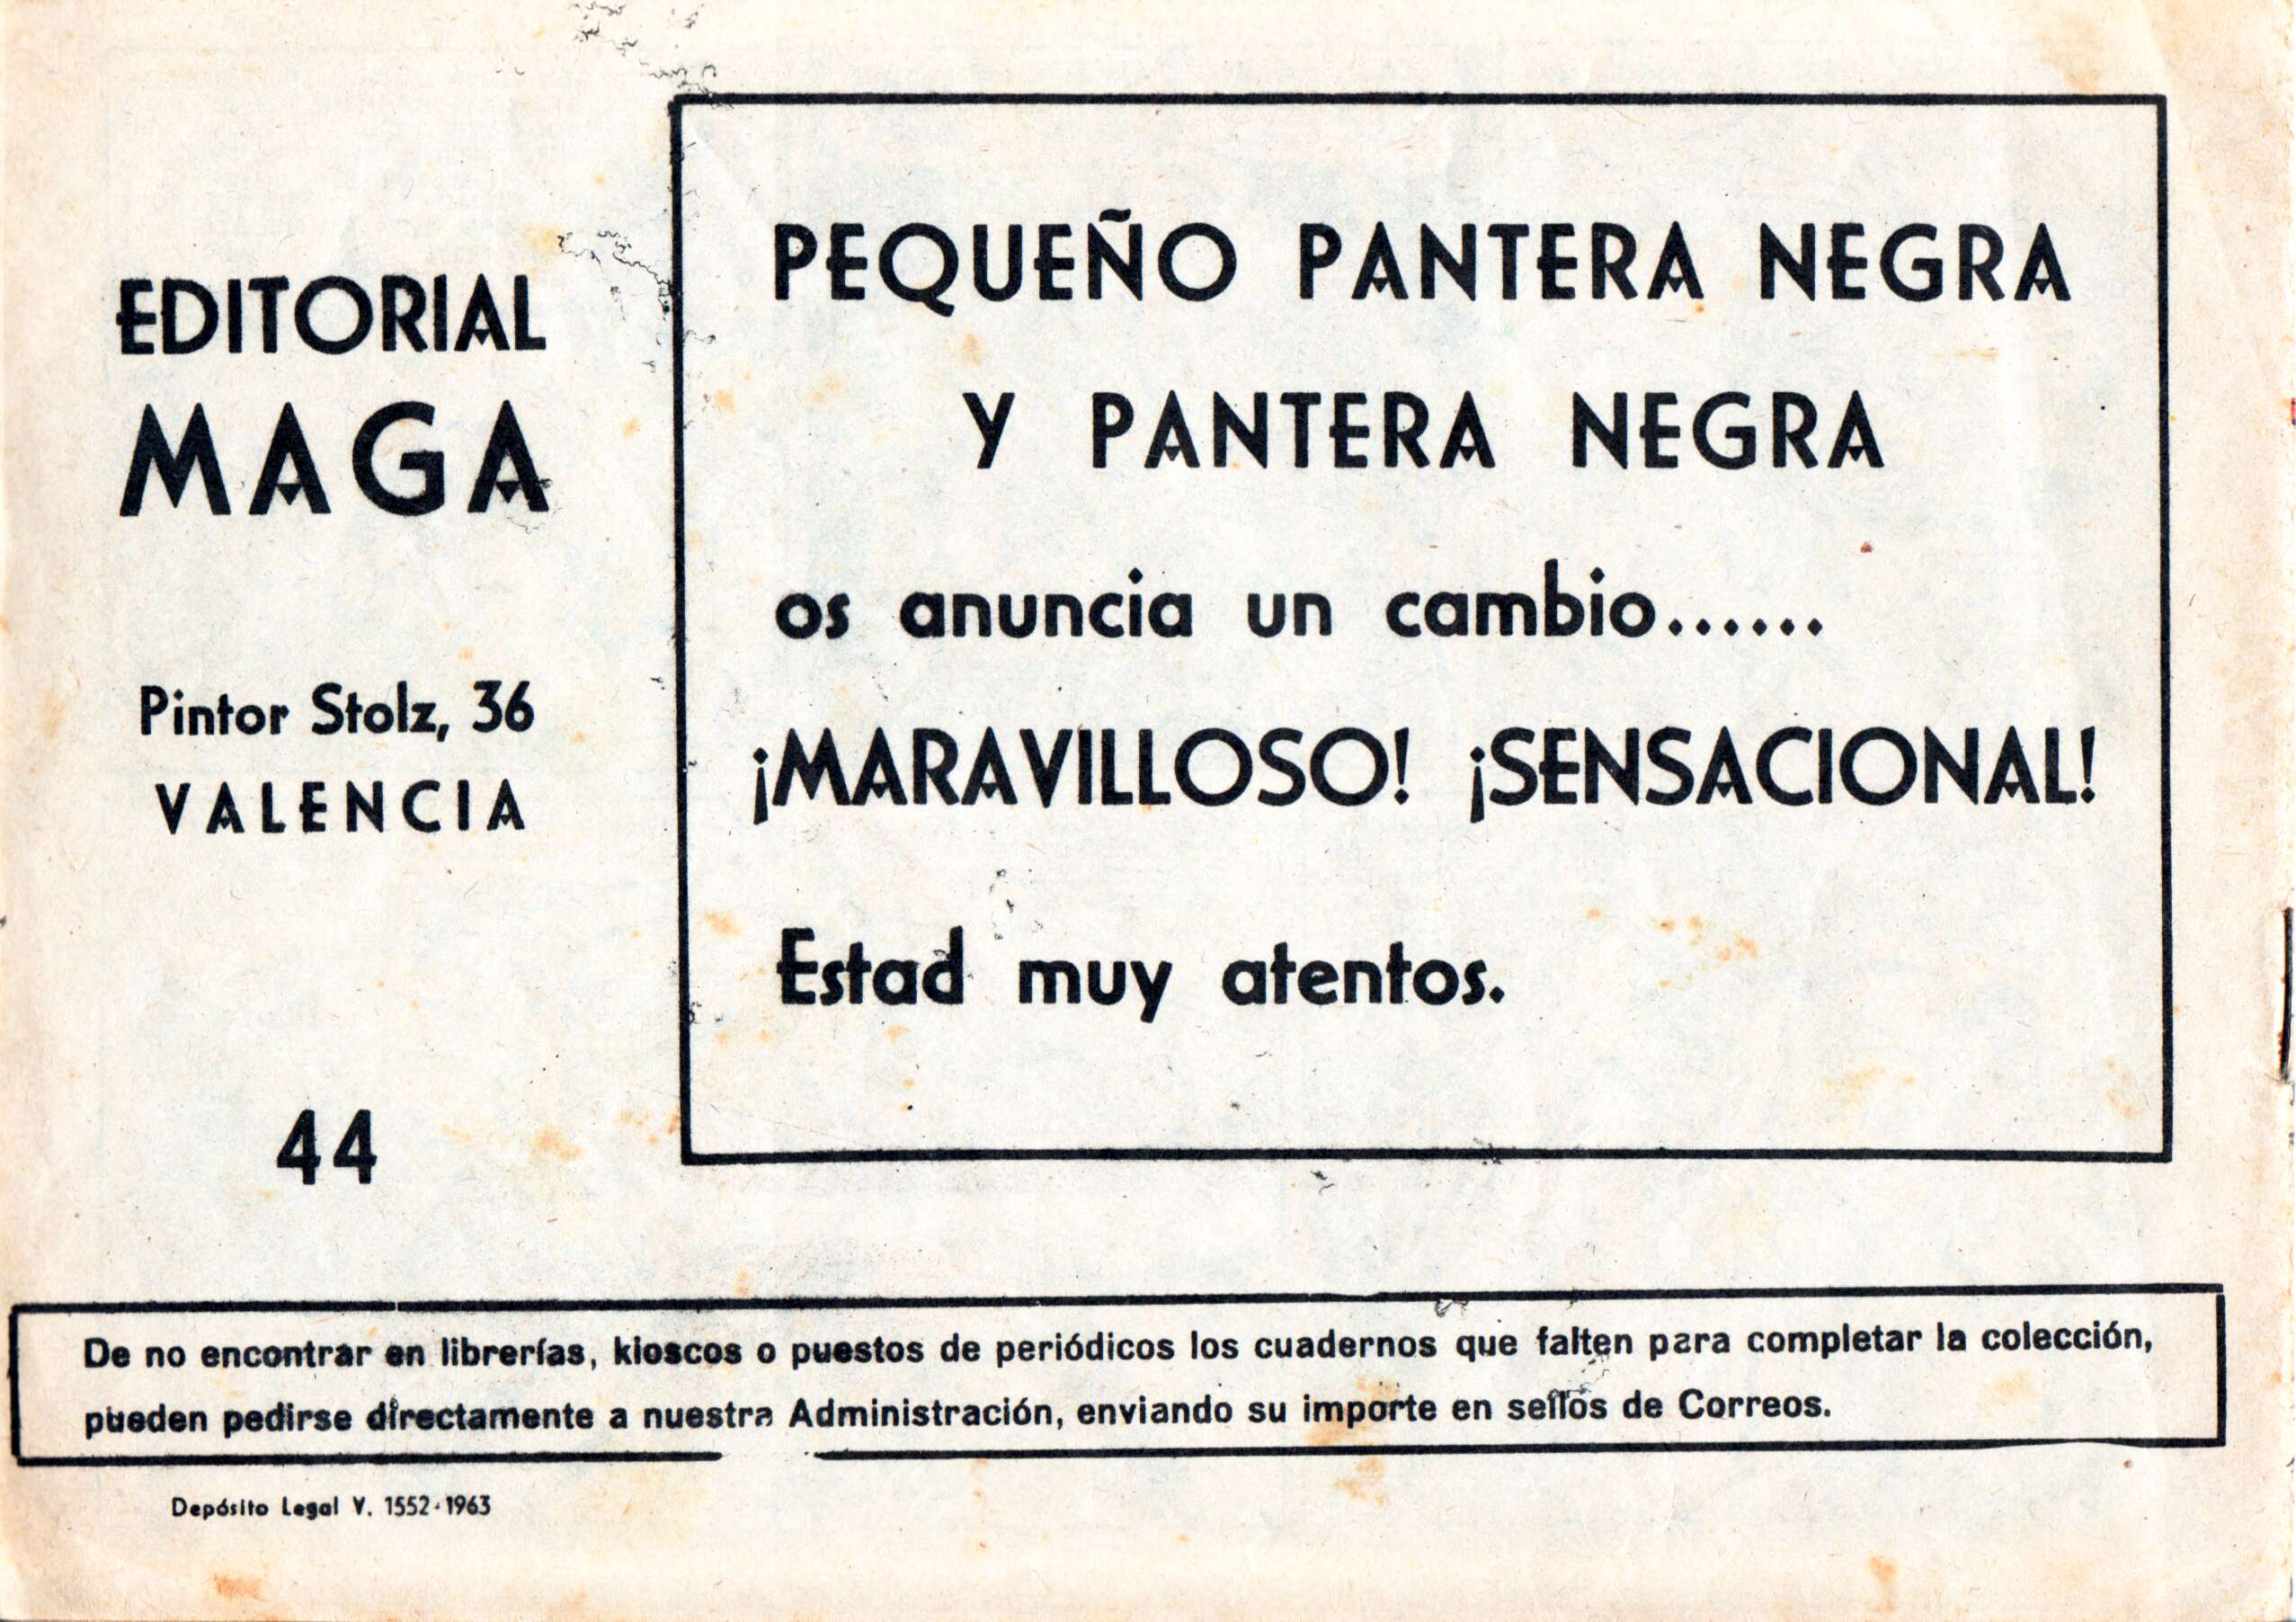 EDITORIAL
MAGA
Pintor Stolz, 36
VALENCIA
44
PEQUEÑO PANTERA NEGRA
Y PANTERA NEGRA
os anuncia un cambio......
¡MARAVILLOSO! ¡SENSACIONAL!
Estad muy atentos.
De no encontrar en librerías, kioscos o puestos de periódicos los cuadernos que falten para completar la colección,
pueden pedirse directamente a nuestra Administración, enviando su importe en sellos de Correos.
Depósito Legal V. 1552-1963